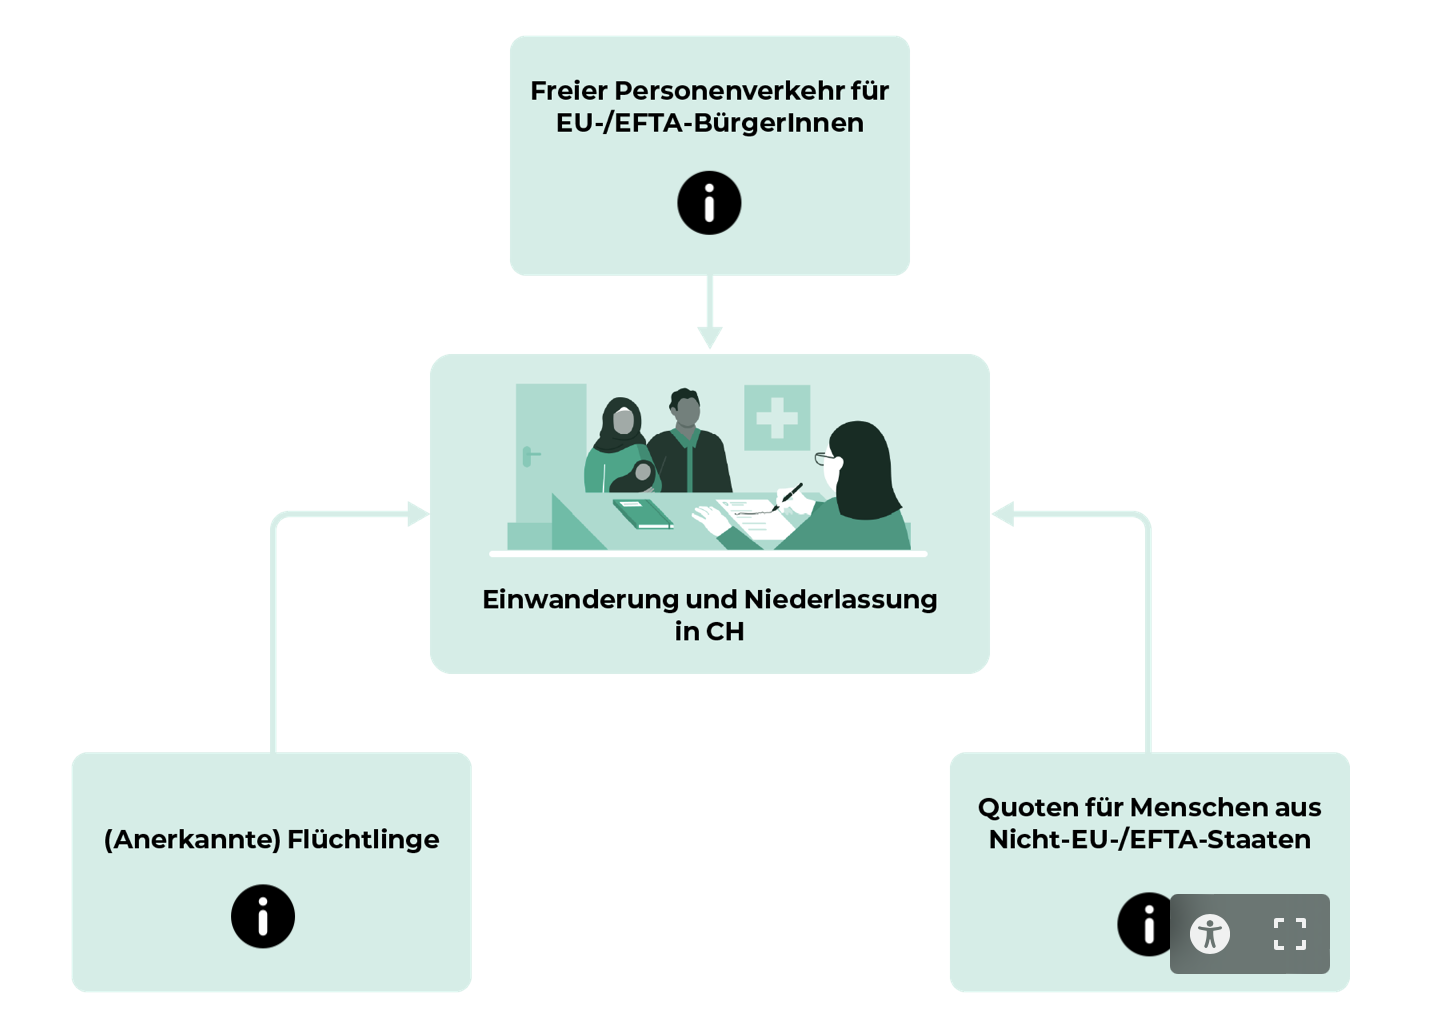 Freier Personenverkehr für
EU-/EFTA-BürgerInnen
Einwanderung und Niederlassung
in CH
(Anerkannte) Flüchtlinge
Quoten für Menschen aus
Nicht-EU-/EFTA-Staaten